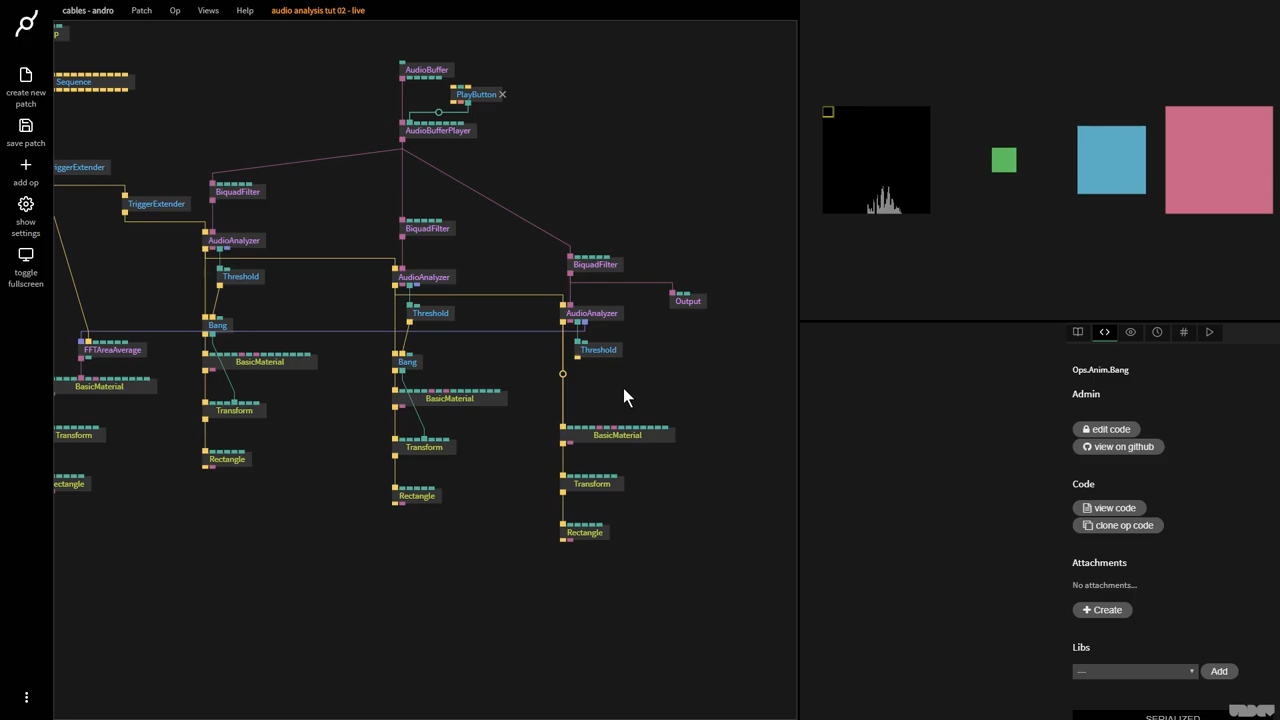 cables - andro
Patch
Op
Views
Help
audio analysis tut 02 - live
create new
patch
save patch
add op
show
settings
toggle
fullscreen
p
Sequence
AudioBuffer
PlayButton
AudioBufferPlayer
iggerExtender
TriggerExtender
BiquadFilter
BiquadFilter
BiquadFilter
AudioAnalyzer
Threshold
AudioAnalyzer
Output
Threshold
AudioAnalyzer
Bang
FFTAreaAverage
Threshold
Bang
BasicMaterial
BasicMaterial
BasicMaterial
Transform
Transform
BasicMaterial
Transform
Rectangle
ectangle
Transform
Rectangle
Rectangle
Ops.Anim.Bang
Admin
edit code
view on github
Code
view code
clone op code
Attachments
No attachments...
Create
Libs
---
Add
SERIALIZED